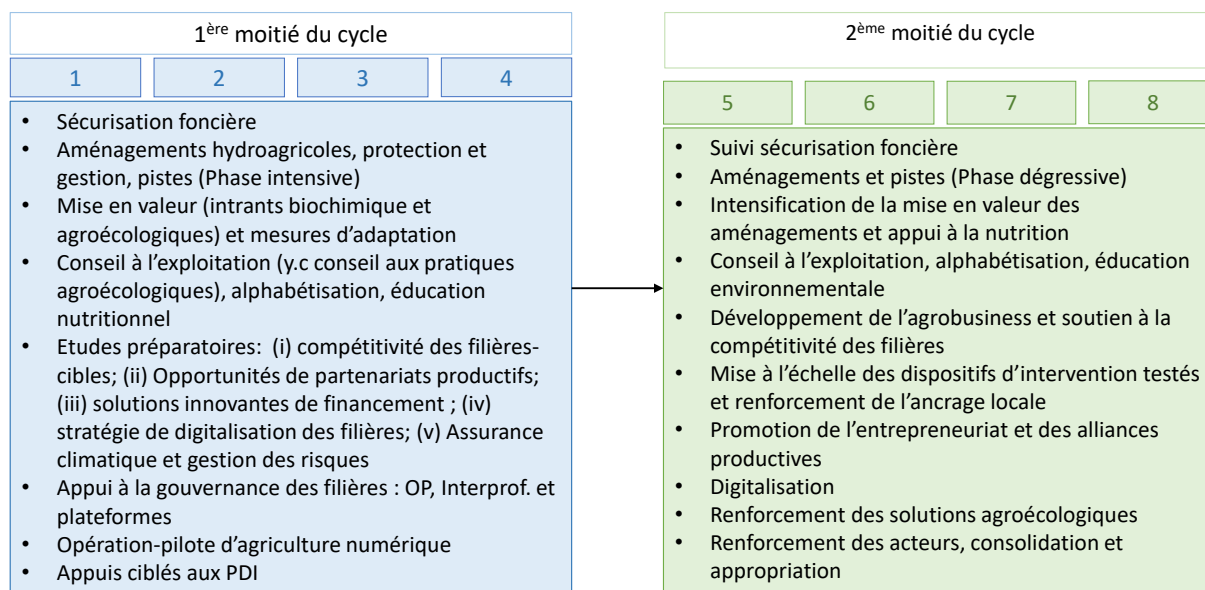 1ère moitié du cycle
1 2 3 4
• Sécurisation foncière
• Aménagements hydroagricoles, protection et
gestion, pistes (Phase intensive)
• Mise en valeur (intrants biochimique et
agroécologiques) et mesures d'adaptation
• Conseil à l'exploitation (y.c conseil aux pratiques
agroécologiques), alphabétisation, éducation
nutritionnel
• Etudes préparatoires: (i) compétitivité des filières-
cibles; (ii) Opportunités de partenariats productifs;
(iii) solutions innovantes de financement ; (iv)
stratégie de digitalisation des filières; (v) Assurance
climatique et gestion des risques
• Appui à la gouvernance des filières : OP, Interprof. et
plateformes
• Opération-pilote d'agriculture numérique
• Appuis ciblés aux PDI
2ème moitié du cycle
5 6 7 8
• Suivi sécurisation foncière
• Aménagements et pistes (Phase dégressive)
• Intensification de la mise en valeur des
aménagements et appui à la nutrition
• Conseil à l'exploitation, alphabétisation, éducation
environnementale
• Développement de l'agrobusiness et soutien à la
compétitivité des filières
• Mise à l'échelle des dispositifs d'intervention testés
et renforcement de l'ancrage locale
• Promotion de l'entrepreneuriat et des alliances
productives
• Digitalisation
• Renforcement des solutions agroécologiques
• Renforcement des acteurs, consolidation et
appropriation